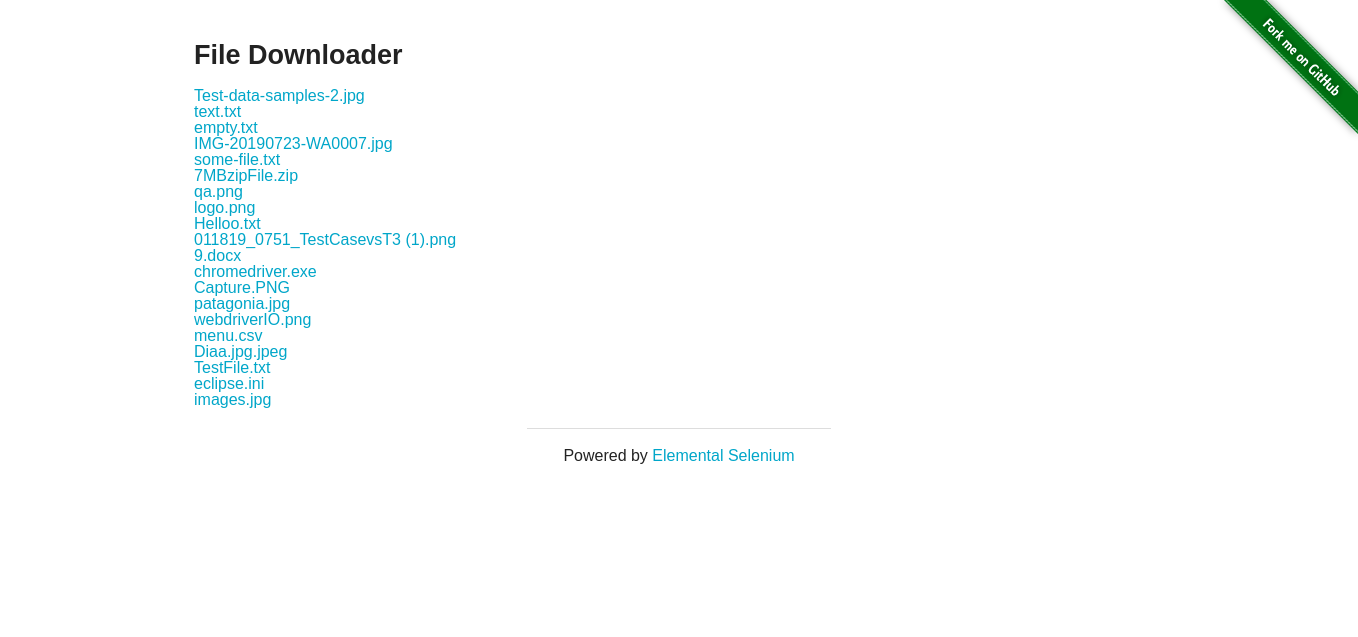 Fork me on GitHub
File Downloader
Test-data-samples-2.jpg
text.txt
empty.txt
IMG-20190723-WA0007.jpg
some-file.txt
7MBzipFile.zip
qa.png
logo.png
Helloo.txt
011819_0751_TestCasevsT3 (1).png
9.docx
chromedriver.exe
Capture.PNG
patagonia.jpg
webdriverIO.png
menu.csv
Diaa.jpg.jpeg
TestFile.txt
eclipse.ini
images.jpg
Powered by Elemental Selenium